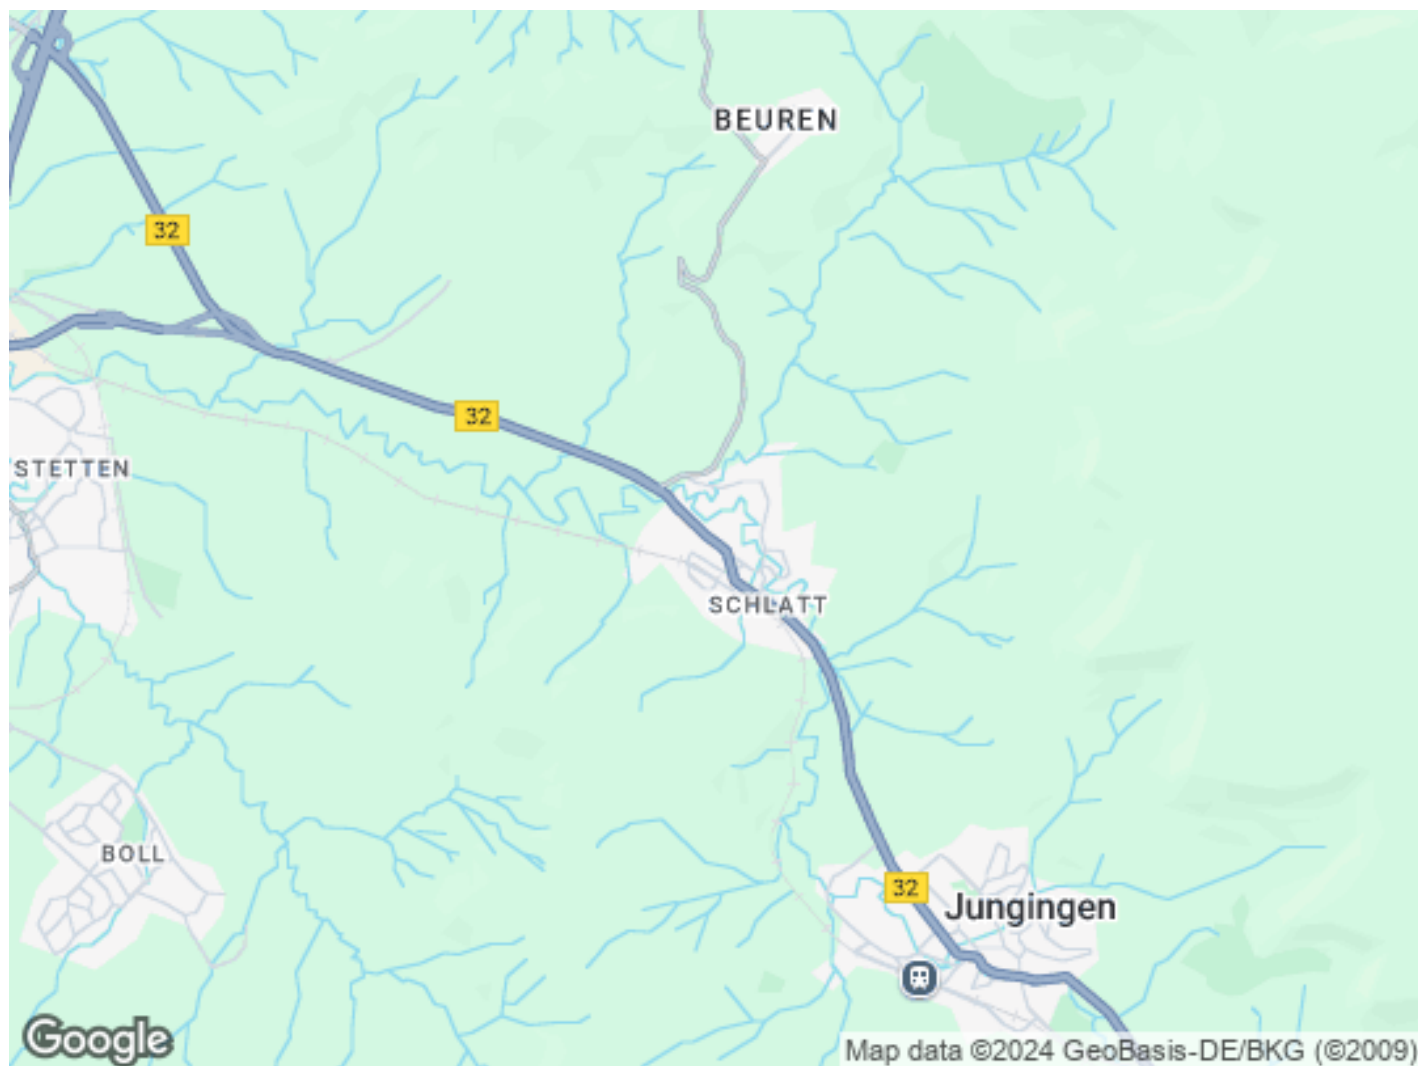 BEUREN
32
32
STETTEN
SCHLATT
BOLL
32
Jungingen
Google
Map data ©2024 GeoBasis-DE/BKG (©2009)